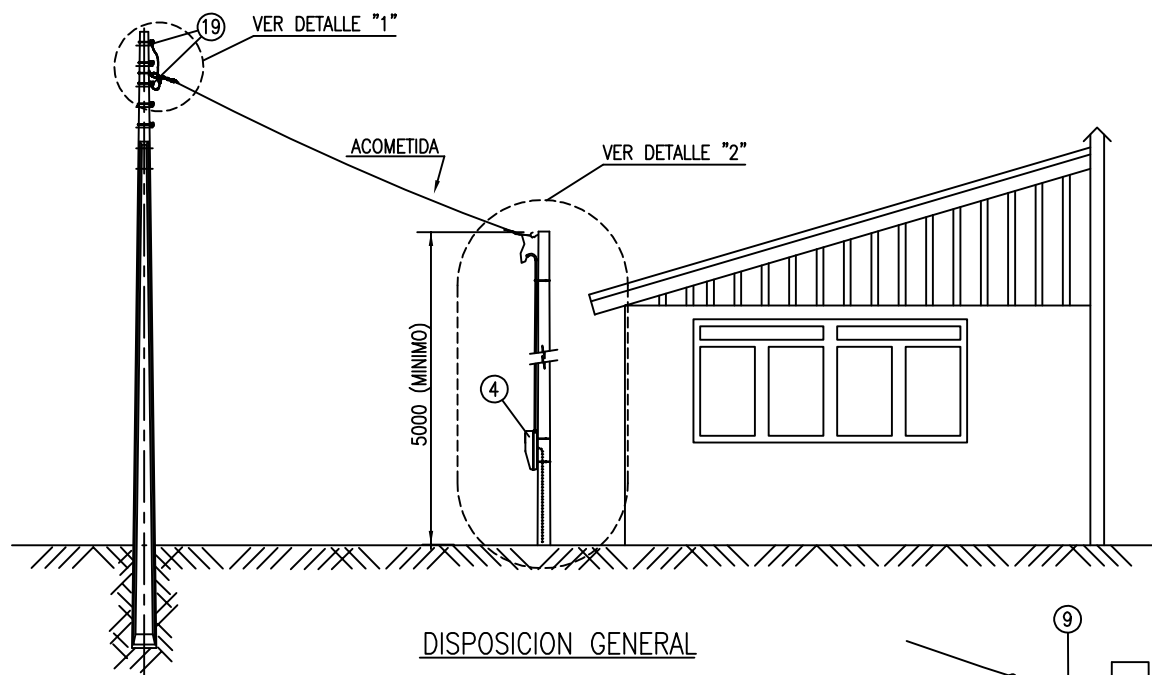 19
VER DETALLE "1"
ACOMETIDA
VER DETALLE "2"
5000 (MINIMO)
4
DISPOSICION GENERAL
9